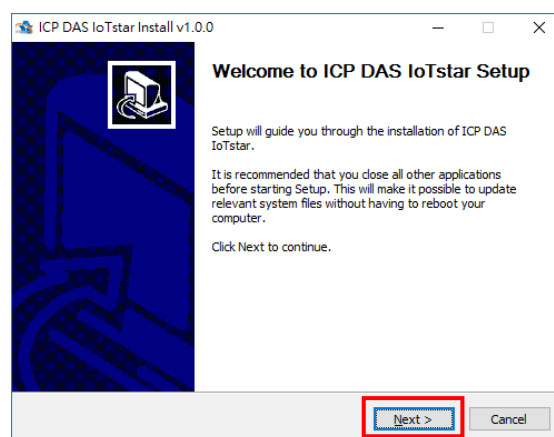 ICP DAS IoTstar Install v1.0.0
Welcome to ICP DAS IoTstar Setup
Setup will guide you through the installation of ICP DAS
IoTstar.
It is recommended that you close all other applications
before starting Setup. This will make it possible to update
relevant system files without having to reboot your
computer.
Click Next to continue.
Next >
Cancel